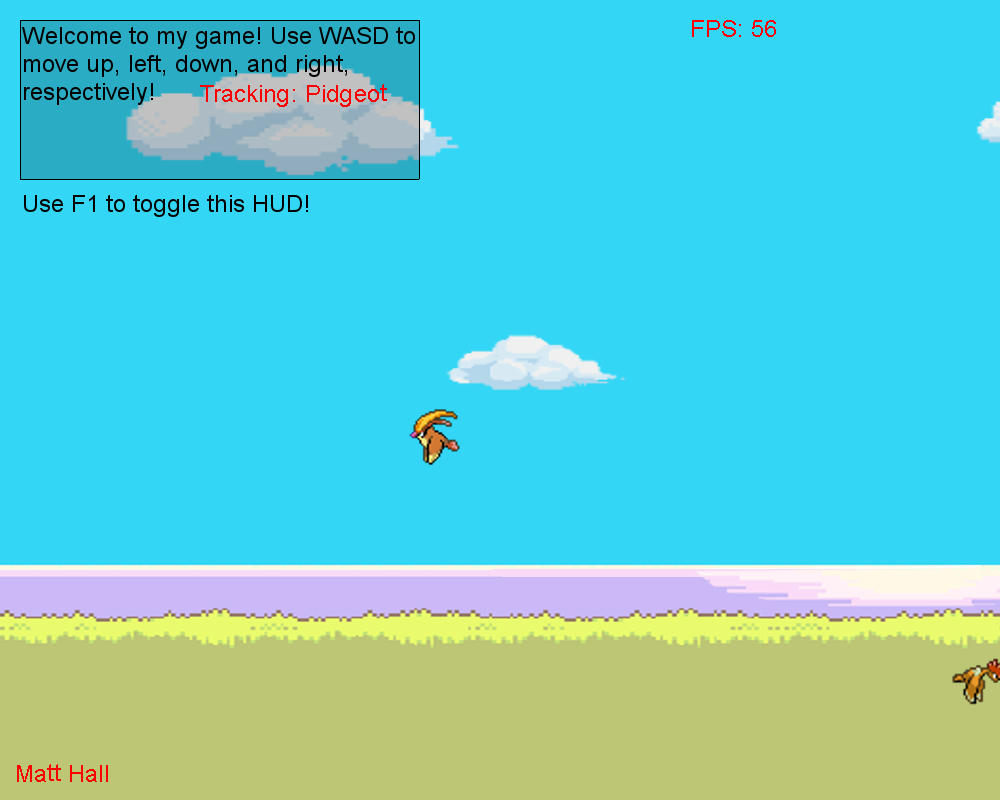 FPS: 56
Welcome to my game! Use WASD to
move up, left, down, and right,
respectively!
Tracking: Pidgeot
Use F1 to toggle this HUD!
Matt Hall